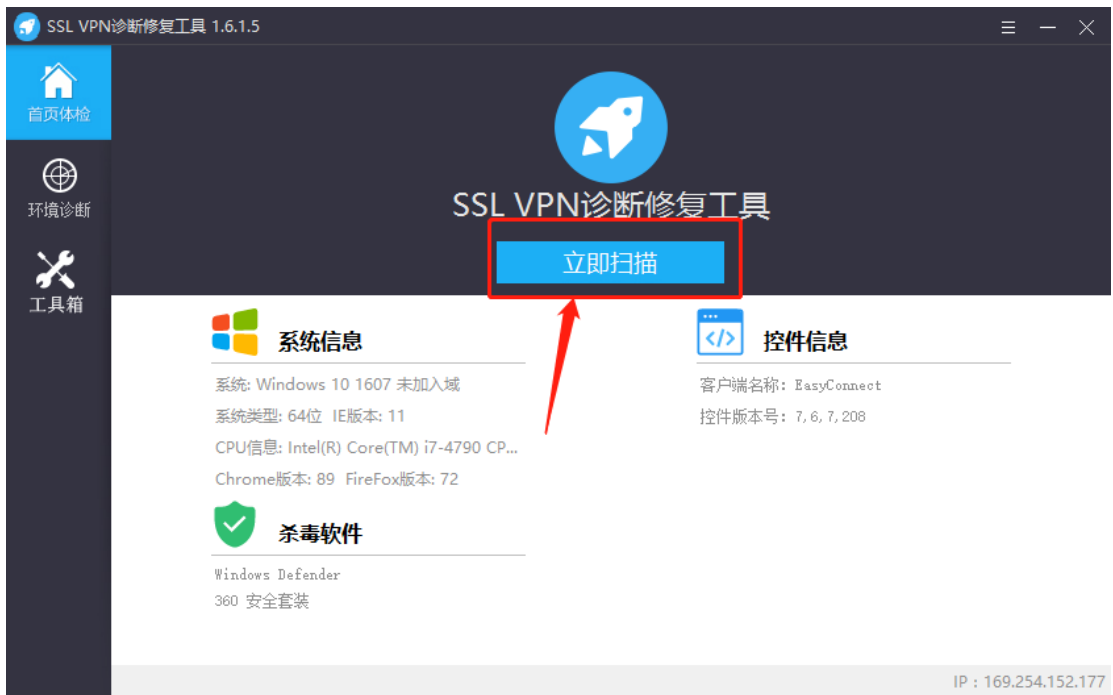 SSL VPN诊断修复工具 1.6.1.5
首页体检
环境诊断
工具箱
SSL VPN诊断修复工具
立即扫描
系统信息
系统: Windows 10 1607 未加入域
系统类型: 64位 IE版本: 11
CPU信息: Intel(R) Core(TM) i7-4790 CP...
Chrome版本: 89 FireFox版本: 72
杀毒软件
Windows Defender
360 安全套装
控件信息
客户端名称: EasyConnect
控件版本号: 7,6,7,208
IP : 169.254.152.177